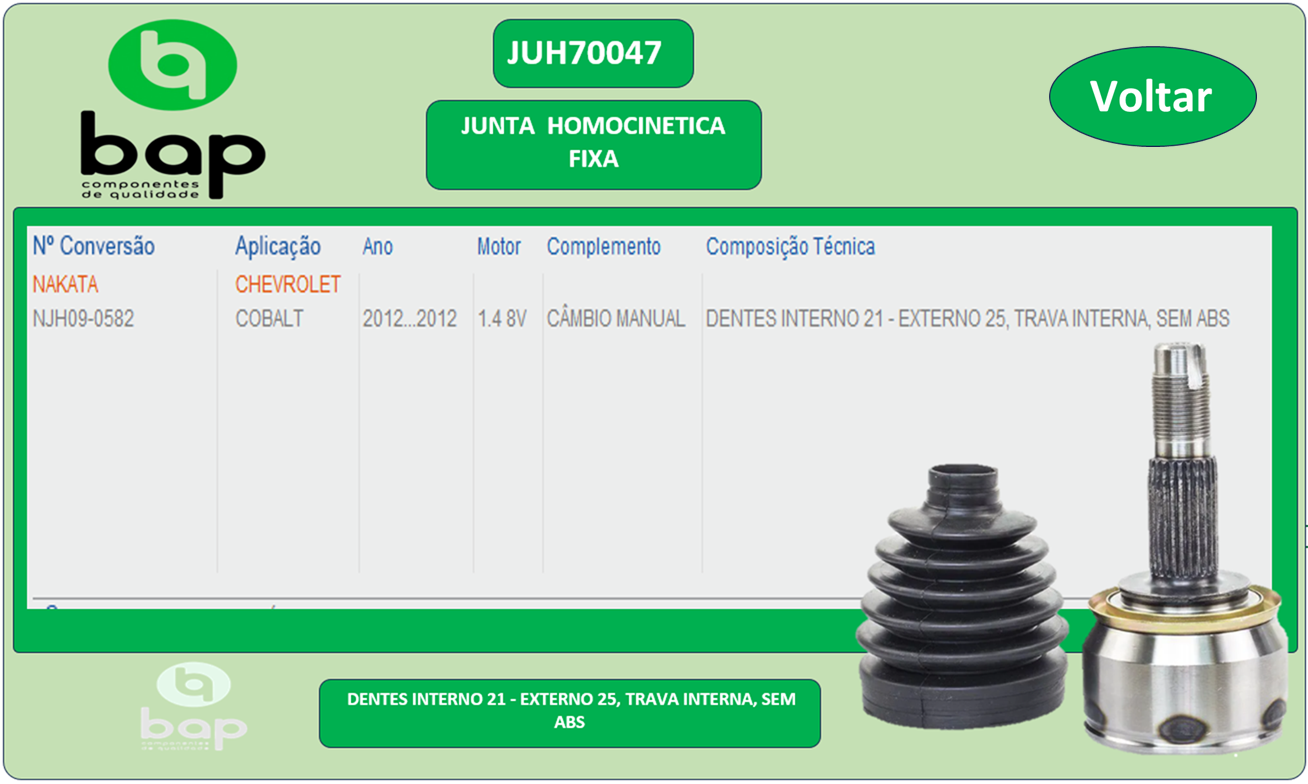 bap
componentes
de qualidade
JUH70047
JUNTA HOMOCINETICA
FIXA
Voltar
Nº Conversão Aplicação Ano Motor Complemento Composição Técnica
NAKATA CHEVROLET
NJH09-0582 COBALT 2012...2012 1.4 8V CÂMBIO MANUAL DENTES INTERNO 21 - EXTERNO 25, TRAVA INTERNA, SEM ABS
bap
componentes
de qualidade
DENTES INTERNO 21 - EXTERNO 25, TRAVA INTERNA, SEM
ABS